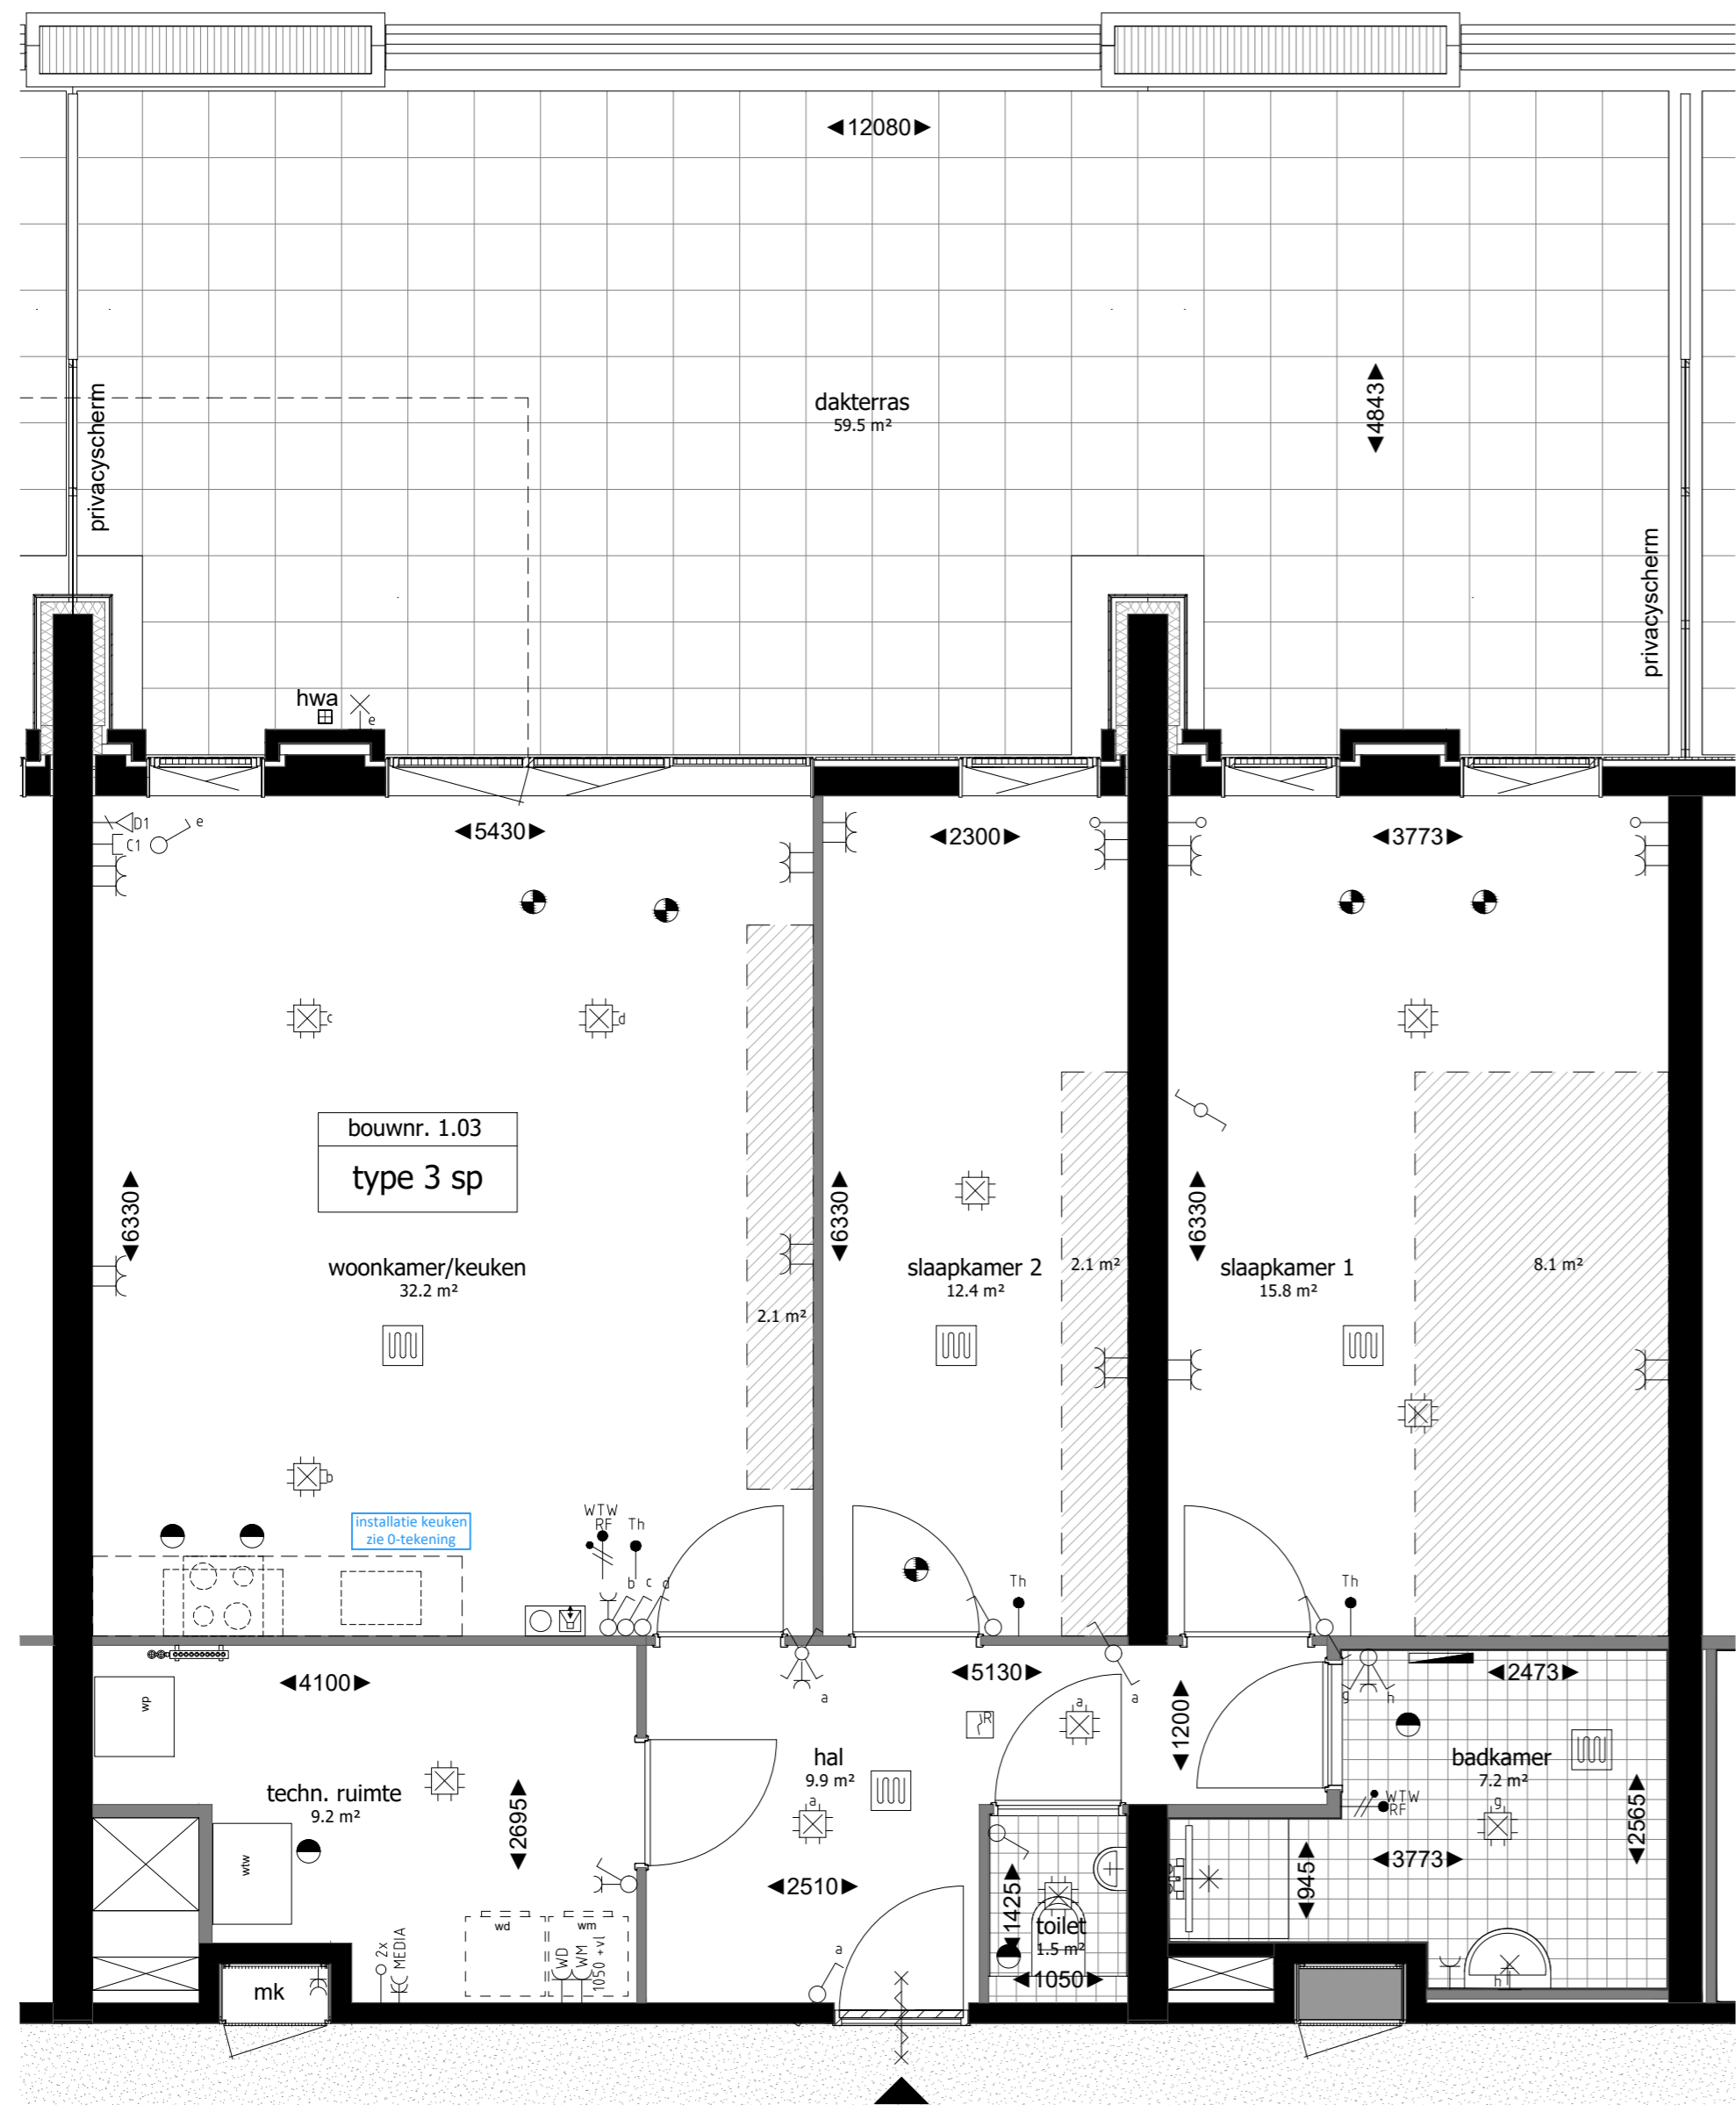 ◄12080►
dakterras
59.5 m²
◄4843►
privacyscherm
privacyscherm
hwa
e
D1
C1
e
◄5430►
◄2300►
◄3773►
c
d
bouwnr. 1.03
type 3 sp
◄6330►
◄6330►
◄6330►
woonkamer/keuken
32.2 m²
2.1 m²
slaapkamer 2
12.4 m²
2.1 m²
slaapkamer 1
15.8 m²
8.1 m²
b
installatie keuken
zie 0-tekening
WTW
RF
Th
b c d
Th
Th
◄4100►
wp
a
◄5130►
a
a
R
◄1200►
g
h
◄2473►
hal
9.9 m²
a
techn. ruimte
9.2 m²
◄2695►
wtw
badkamer
7.2 m²
WTW
RF
g
◄2565►
◄3773►
◄945►
◄2510►
◄1425►
toilet
1.5 m²
◄1050►
a
wd
wm
WD
WM
1050 +vl
2x
MEDIA
mk
h